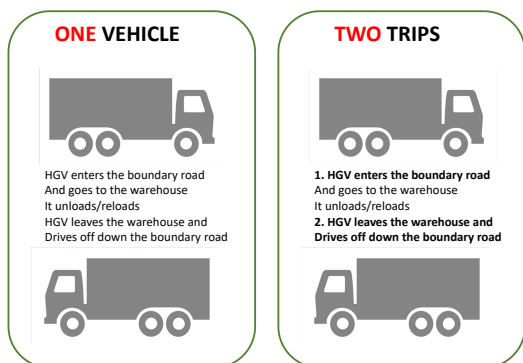 ONE VEHICLE
HGV enters the boundary road
And goes to the warehouse
It unloads/reloads
HGV leaves the warehouse and
Drives off down the boundary road
TWO TRIPS
1. HGV enters the boundary road
And goes to the warehouse
It unloads/reloads
2. HGV leaves the warehouse and
Drives off down the boundary road